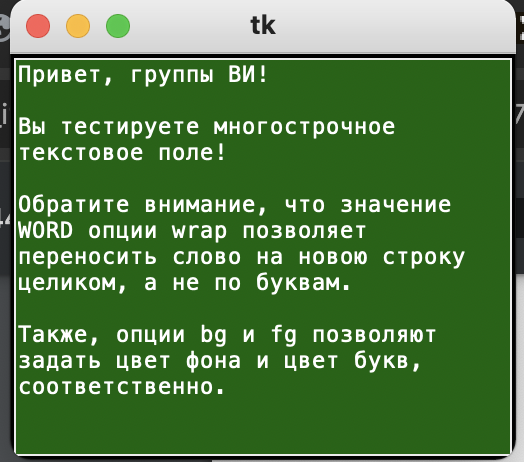 tk
Привет, группы ВИ!
Вы тестируете многострочное
текстовое поле!
Обратите внимание, что значение
WORD опции wrap позволяет
переносить слово на новою строку
целиком, а не по буквам.
Также, опции bg и fg позволяют
задать цвет фона и цвет букв,
соответственно.